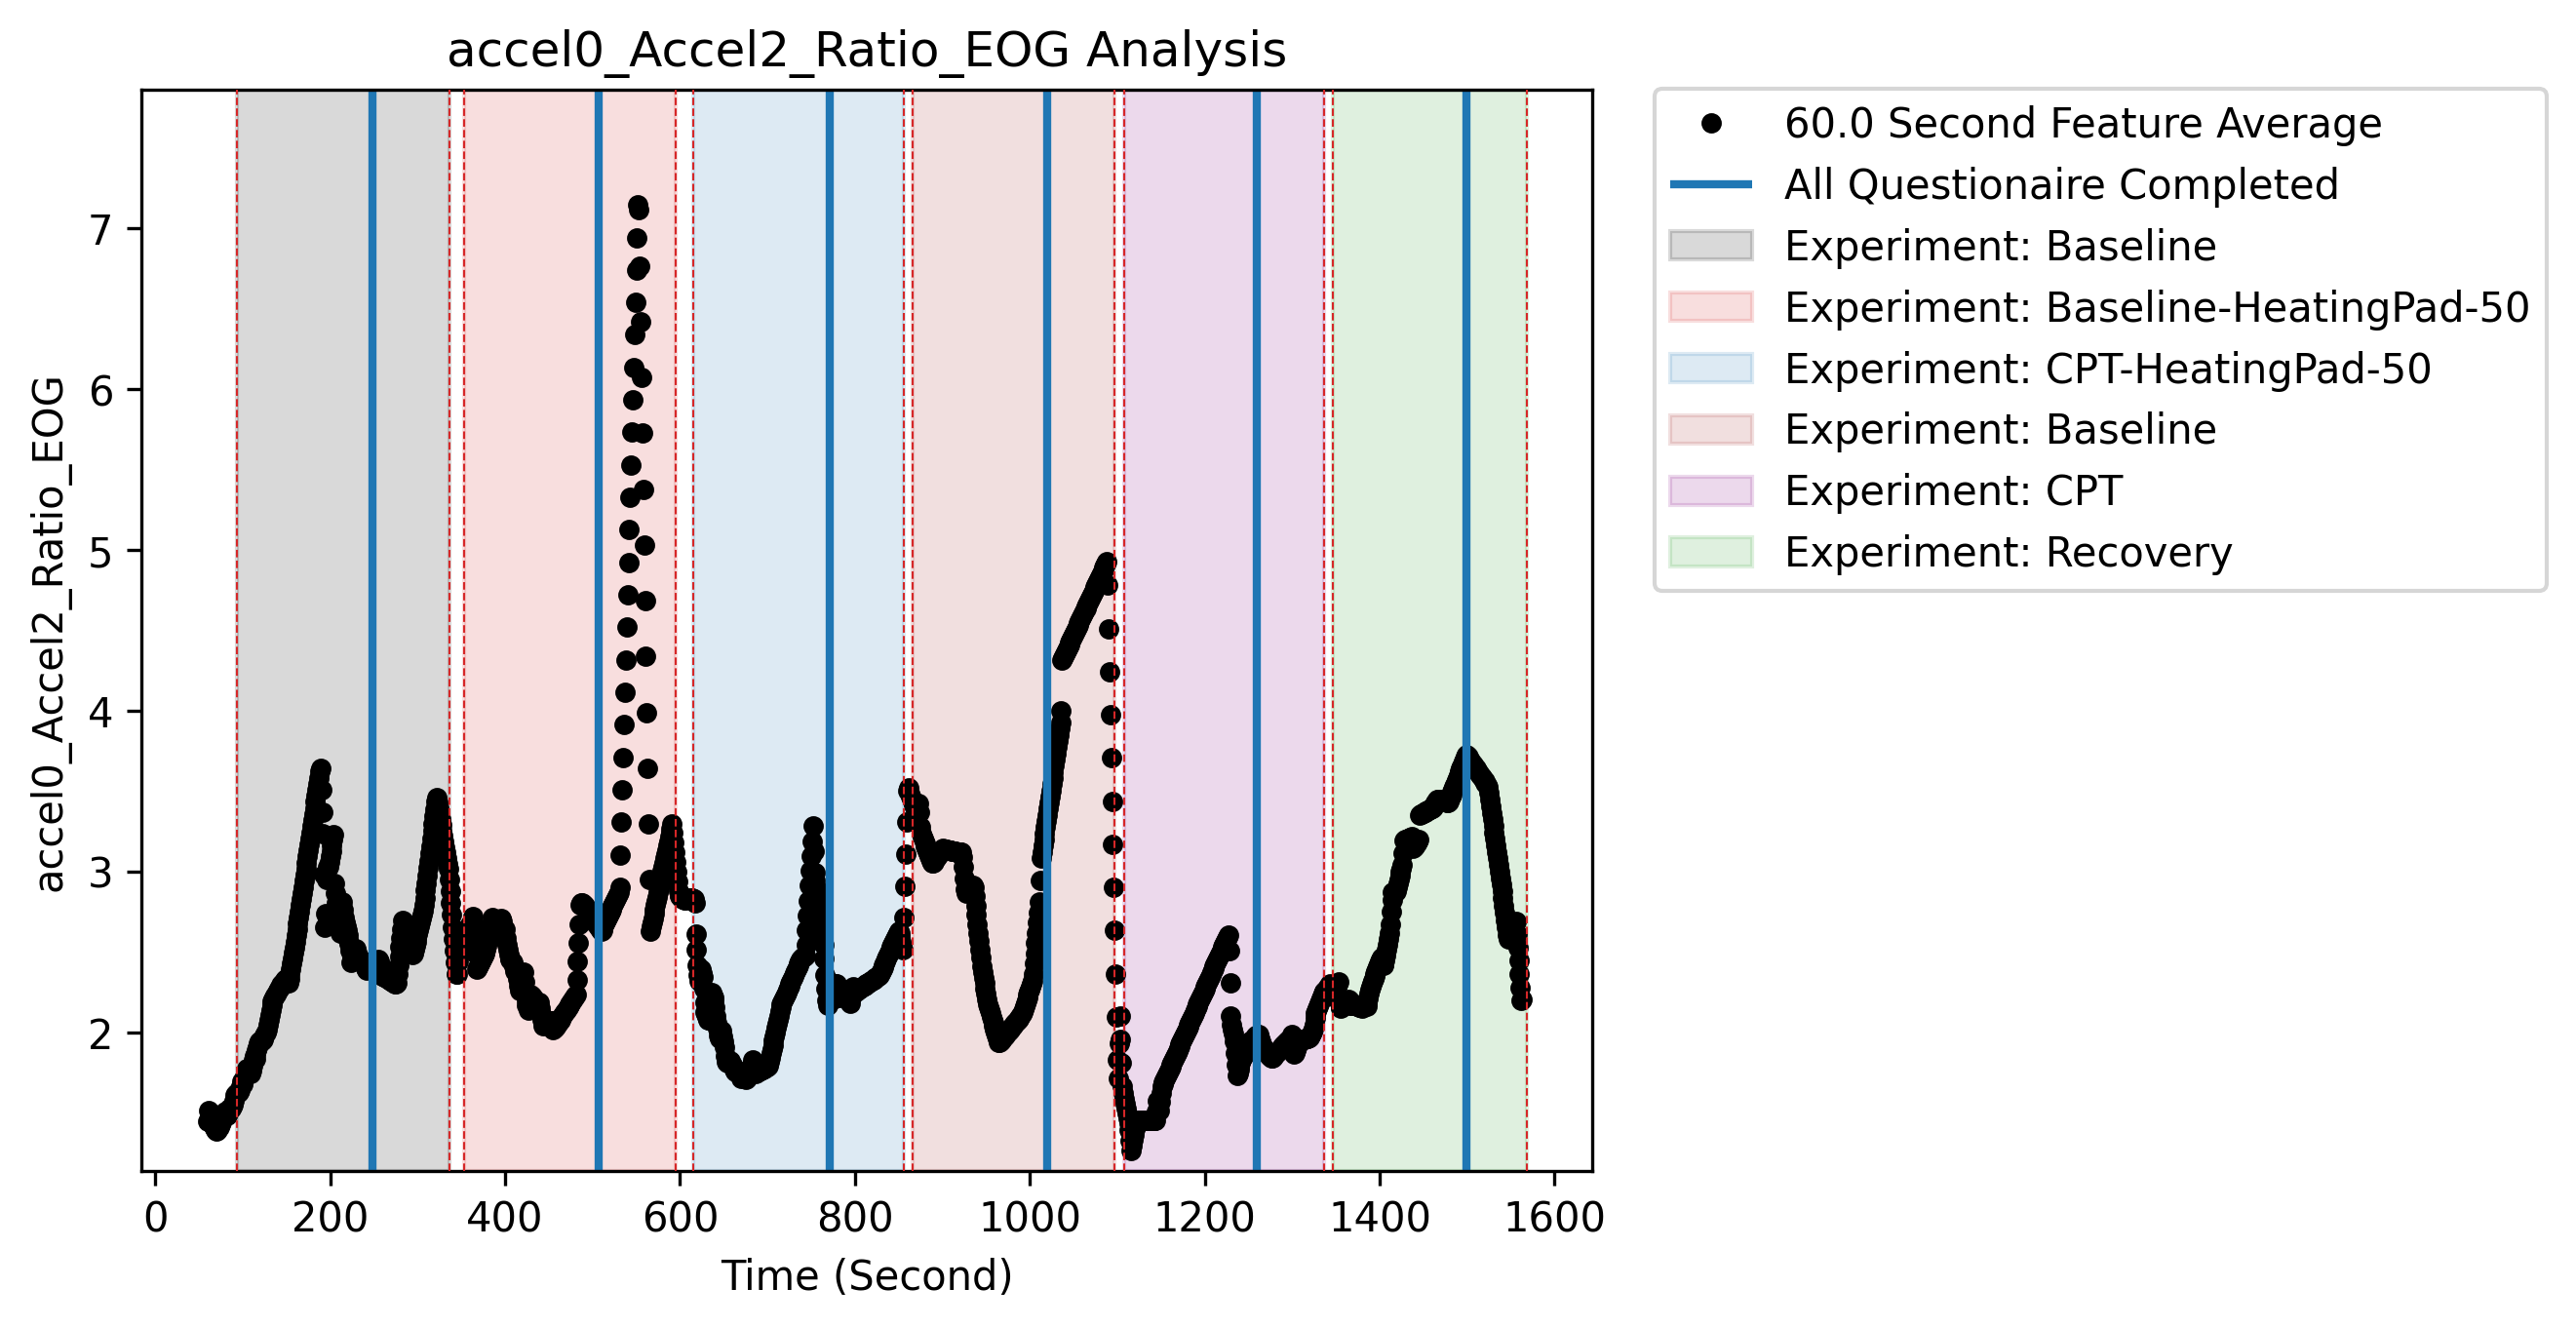 accel0_Accel2_Ratio_EOG Analysis
accel0_Accel2_Ratio_EOG
7
6
5
4
3
2
0 200 400 600 800 1000 1200 1400 1600
Time (Second)
60.0 Second Feature Average
All Questionaire Completed
Experiment: Baseline
Experiment: Baseline-HeatingPad-50
Experiment: CPT-HeatingPad-50
Experiment: Baseline
Experiment: CPT
Experiment: Recovery